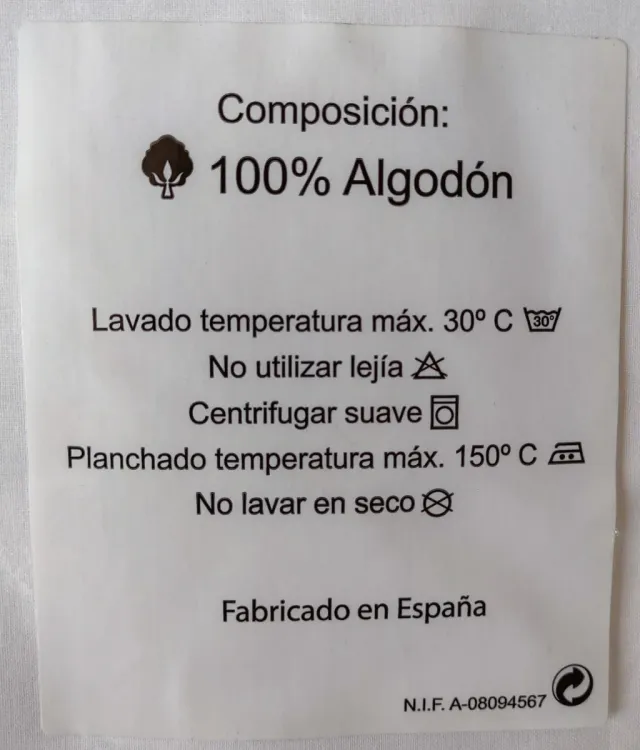 Composición:
100% Algodón
Lavado temperatura máx. 30º C 30°
No utilizar lejía
Centrifugar suave
Planchado temperatura máx. 150º C
No lavar en seco
Fabricado en España
N.I.F. A-08094567